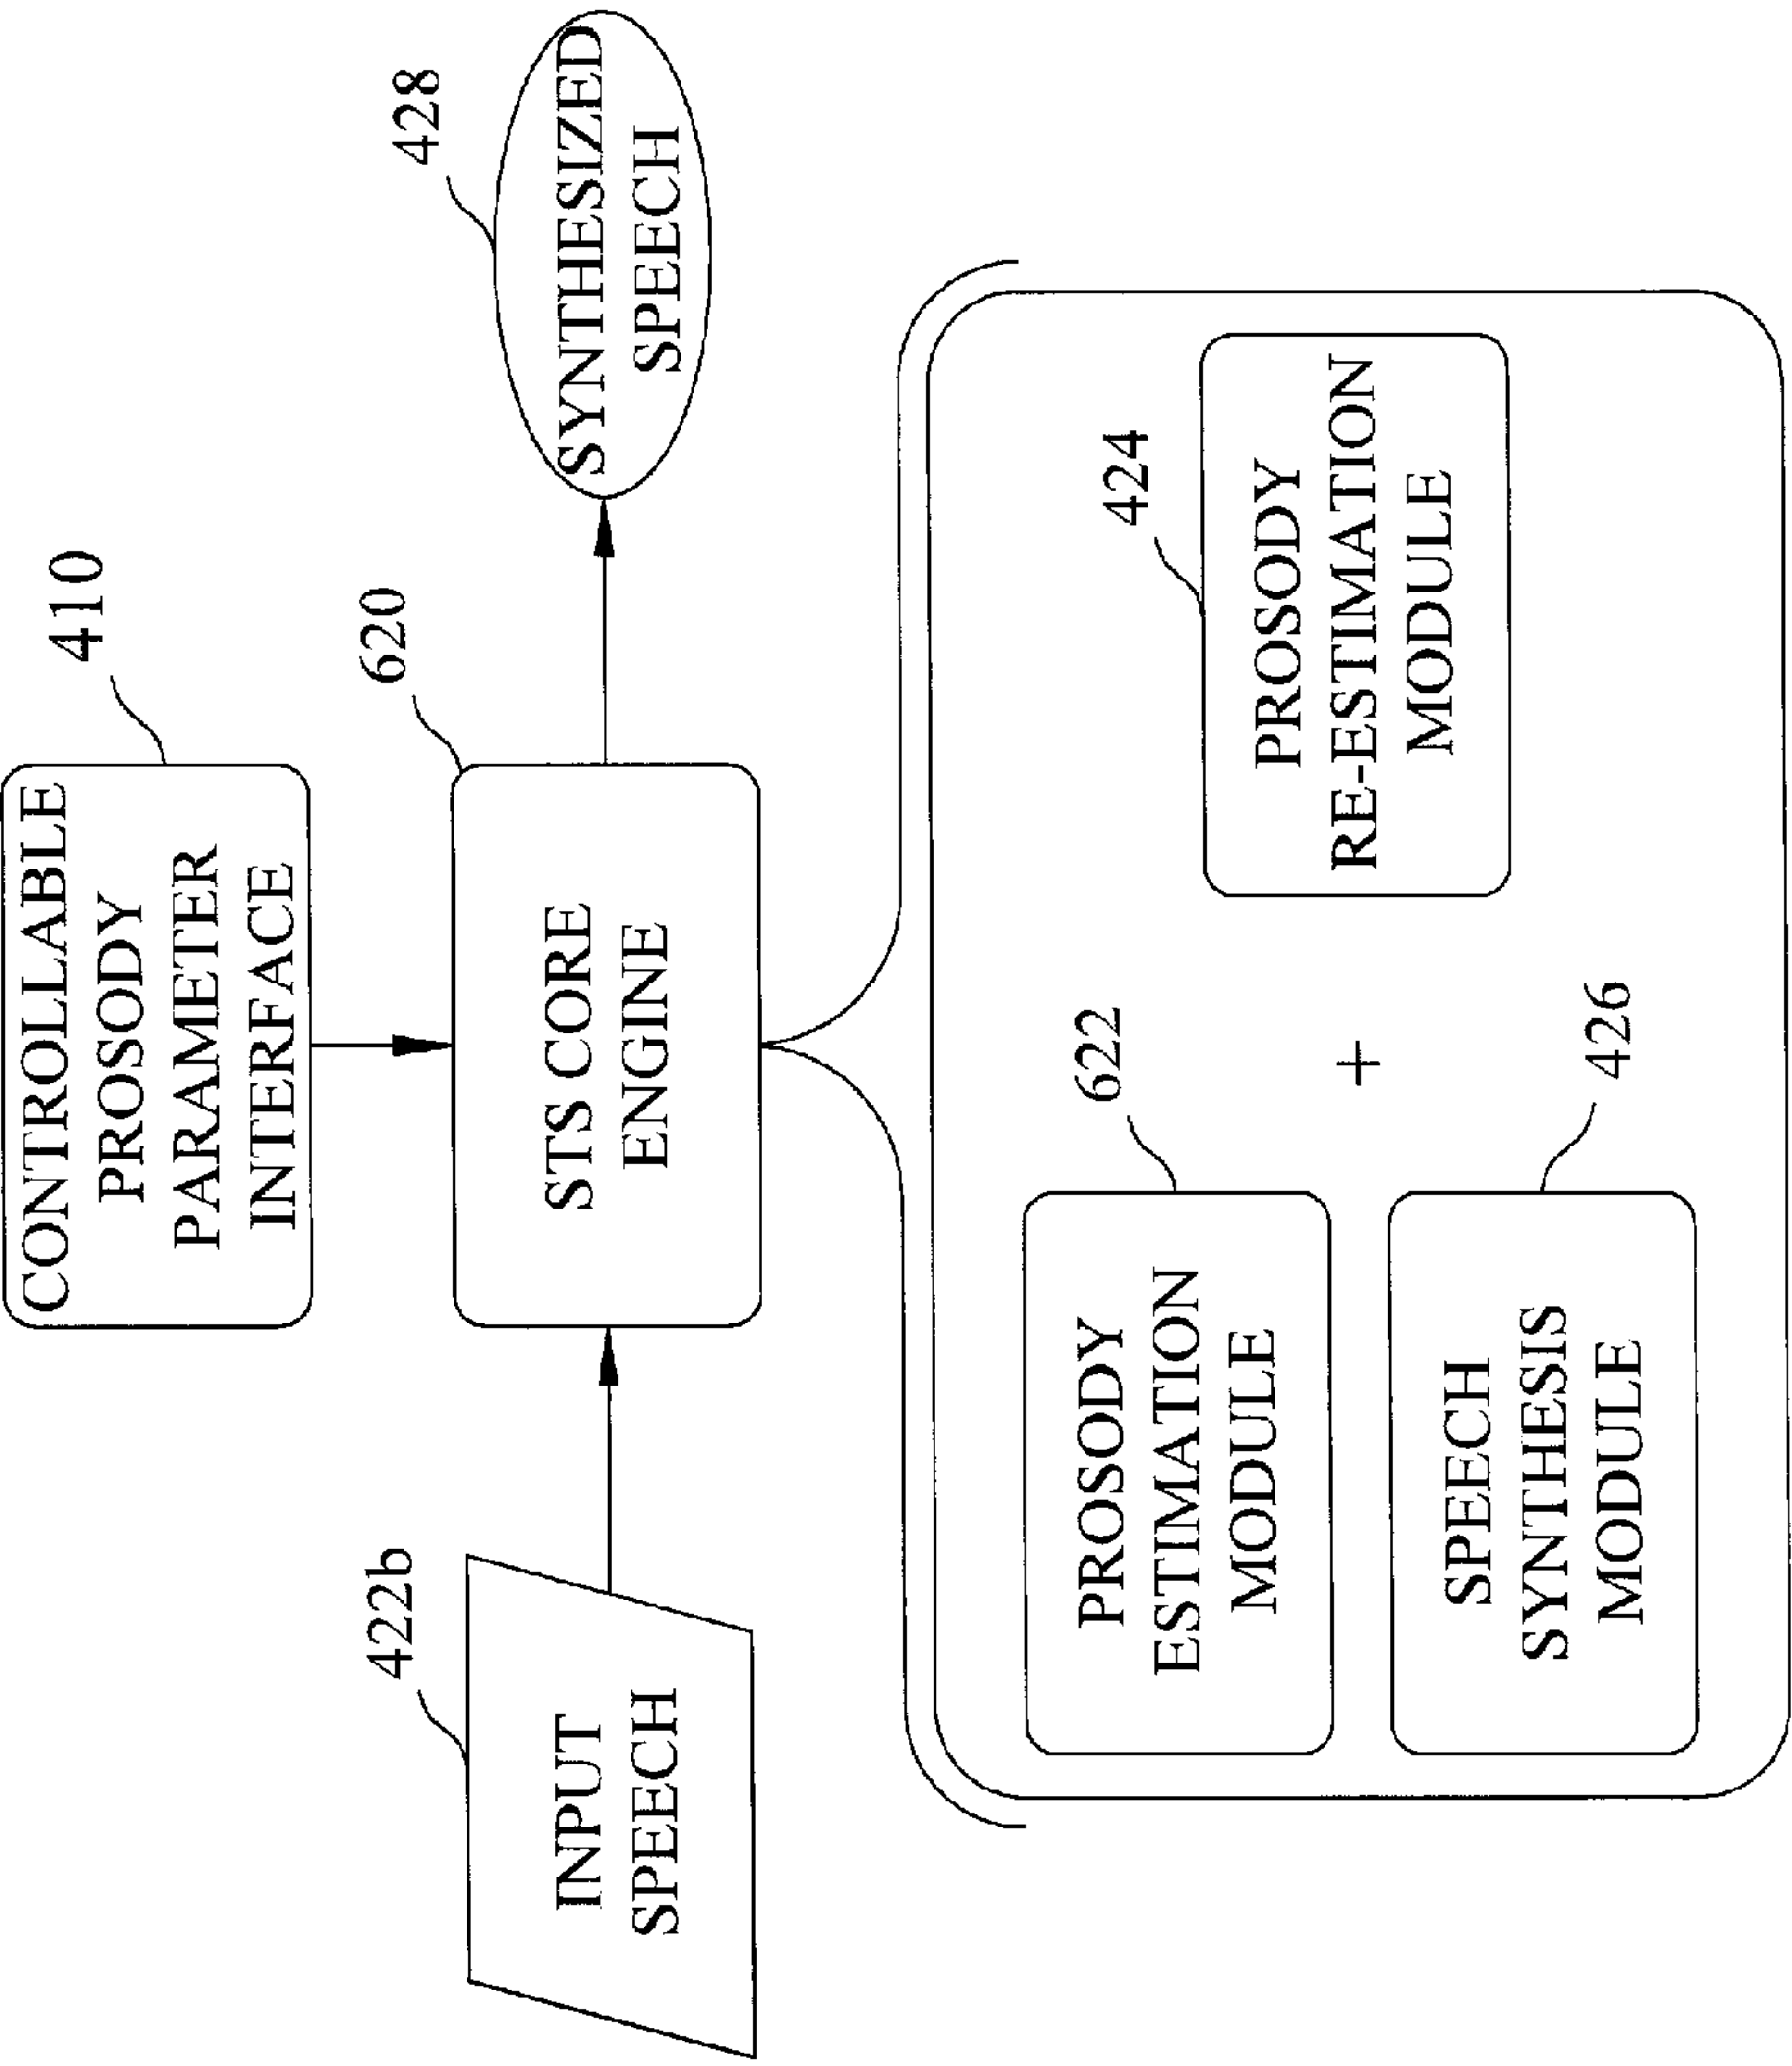 410
CONTROLLABLE
PROSODY
PARAMETER
INTERFACE
422b
INPUT
SPEECH
620
STS CORE
ENGINE
428
SYNTHESIZED
SPEECH
622
PROSODY
ESTIMATION
MODULE
+
426
SPEECH
SYNTHESIS
MODULE
424
PROSODY
RE-ESTIMATION
MODULE